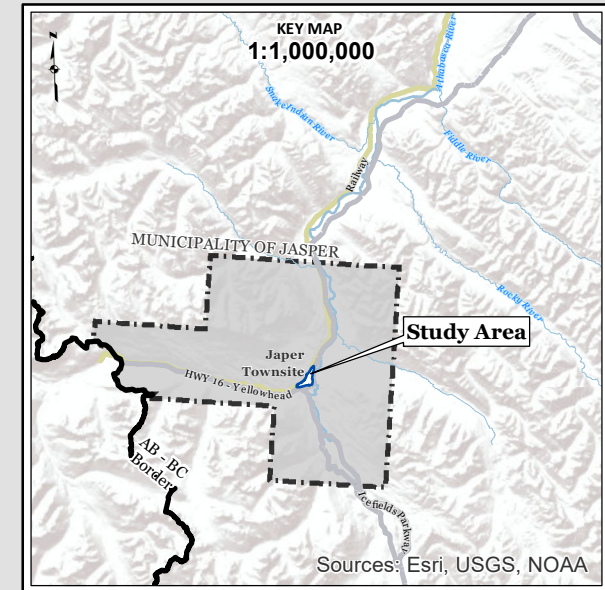 KEY MAP
1:1,000,000
N
Athabasca River
Snake Indian River
Fiddle River
Railway
MUNICIPALITY OF JASPER
Rocky River
Study Area
Japer
Townsite
HWY 16 - Yellowhead
AB - BC
Border
Icefields Parkway
Sources: Esri, USGS, NOAA